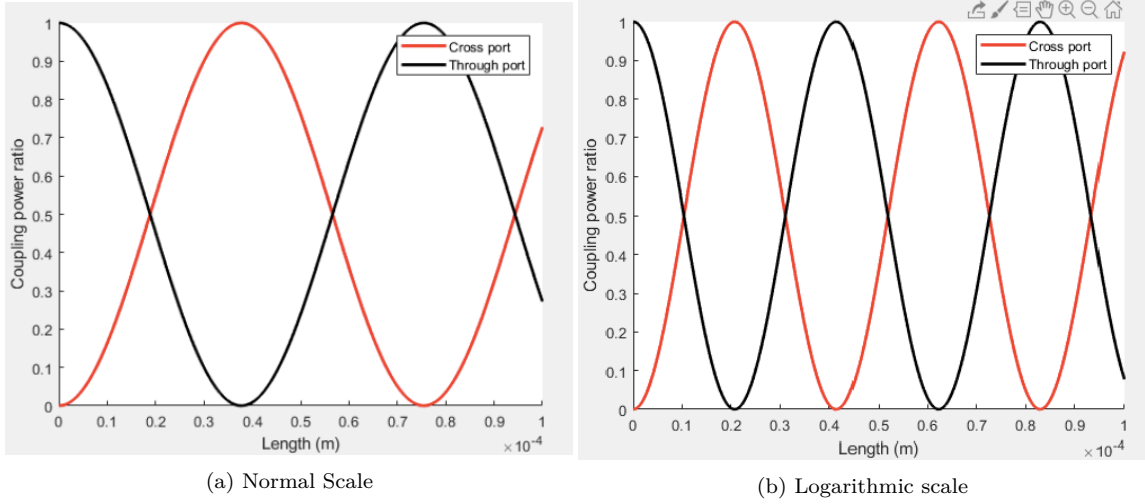 1
0.9
0.8
0.7
0.6
0.5
0.4
0.3
0.2
0.1
0
Coupling power ratio
Cross port
Through port
0 0.1 0.2 0.3 0.4 0.5 0.6 0.7 0.8 0.9 1
Length (m)
×10-4
(a) Normal Scale
1
0.9
0.8
0.7
0.6
0.5
0.4
0.3
0.2
0.1
0
Coupling power ratio
Cross port
Through port
0 0.1 0.2 0.3 0.4 0.5 0.6 0.7 0.8 0.9 1
Length (m)
×10-4
(b) Logarithmic scale